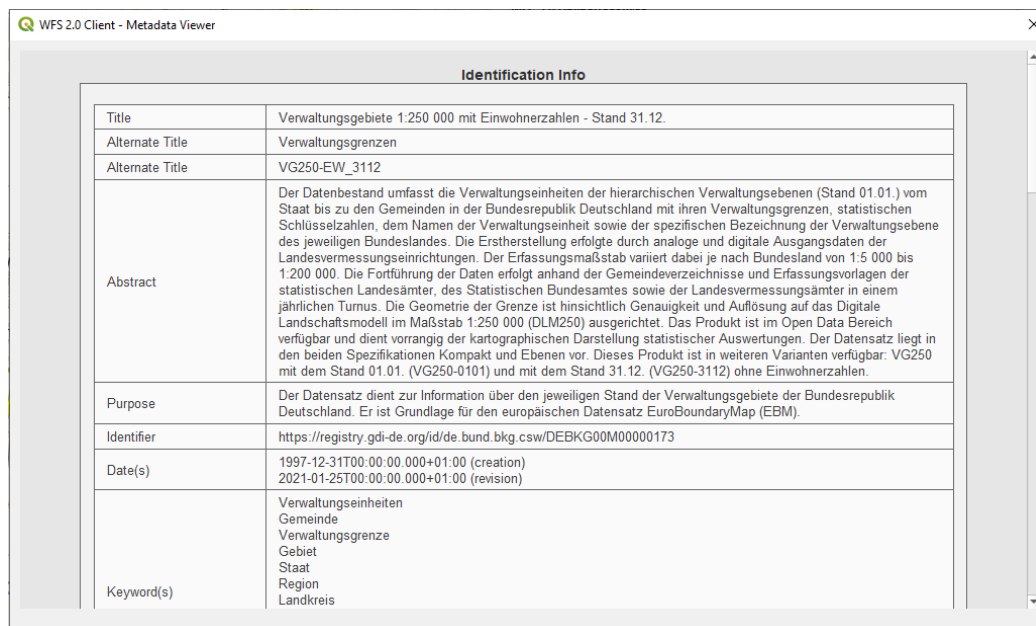 WFS 2.0 Client - Metadata Viewer
Identification Info
Title
Verwaltungsgebiete 1:250 000 mit Einwohnerzahlen - Stand 31.12.
Alternate Title
Verwaltungsgrenzen
Alternate Title
VG250-EW_3112
Abstract
Der Datenbestand umfasst die Verwaltungseinheiten der hierarchischen Verwaltungsebenen (Stand 01.01.) vom
Staat bis zu den Gemeinden in der Bundesrepublik Deutschland mit ihren Verwaltungsgrenzen, statistischen
Schlüsselzahlen, dem Namen der Verwaltungseinheit sowie der spezifischen Bezeichnung der Verwaltungsebene
des jeweiligen Bundeslandes. Die Erstherstellung erfolgte durch analoge und digitale Ausgangsdaten der
Landesvermessungseinrichtungen. Der Erfassungsmaßstab variiert dabei je nach Bundesland von 1:5 000 bis
1:200 000. Die Fortführung der Daten erfolgt anhand der Gemeindeverzeichnisse und Erfassungsvorlagen der
statistischen Landesämter, des Statistischen Bundesamtes sowie der Landesvermessungsämter in einem
jährlichen Turnus. Die Geometrie der Grenze ist hinsichtlich Genauigkeit und Auflösung auf das Digitale
Landschaftsmodell im Maßstab 1:250 000 (DLM250) ausgerichtet. Das Produkt ist im Open Data Bereich
verfügbar und dient vorrangig der kartographischen Darstellung statistischer Auswertungen. Der Datensatz liegt in
den beiden Spezifikationen Kompakt und Ebenen vor. Dieses Produkt ist in weiteren Varianten verfügbar: VG250
mit dem Stand 01.01. (VG250-0101) und mit dem Stand 31.12. (VG250-3112) ohne Einwohnerzahlen.
Purpose
Der Datensatz dient zur Information über den jeweiligen Stand der Verwaltungsgebiete der Bundesrepublik
Deutschland. Er ist Grundlage für den europäischen Datensatz EuroBoundaryMap (EBM).
Identifier
https://registry.gdi-de.org/id/de.bund.bkg.csw/DEBKG00M00000173
Date(s)
1997-12-31T00:00:00.000+01:00 (creation)
2021-01-25T00:00:00.000+01:00 (revision)
Keyword(s)
Verwaltungseinheiten
Gemeinde
Verwaltungsgrenze
Gebiet
Staat
Region
Landkreis